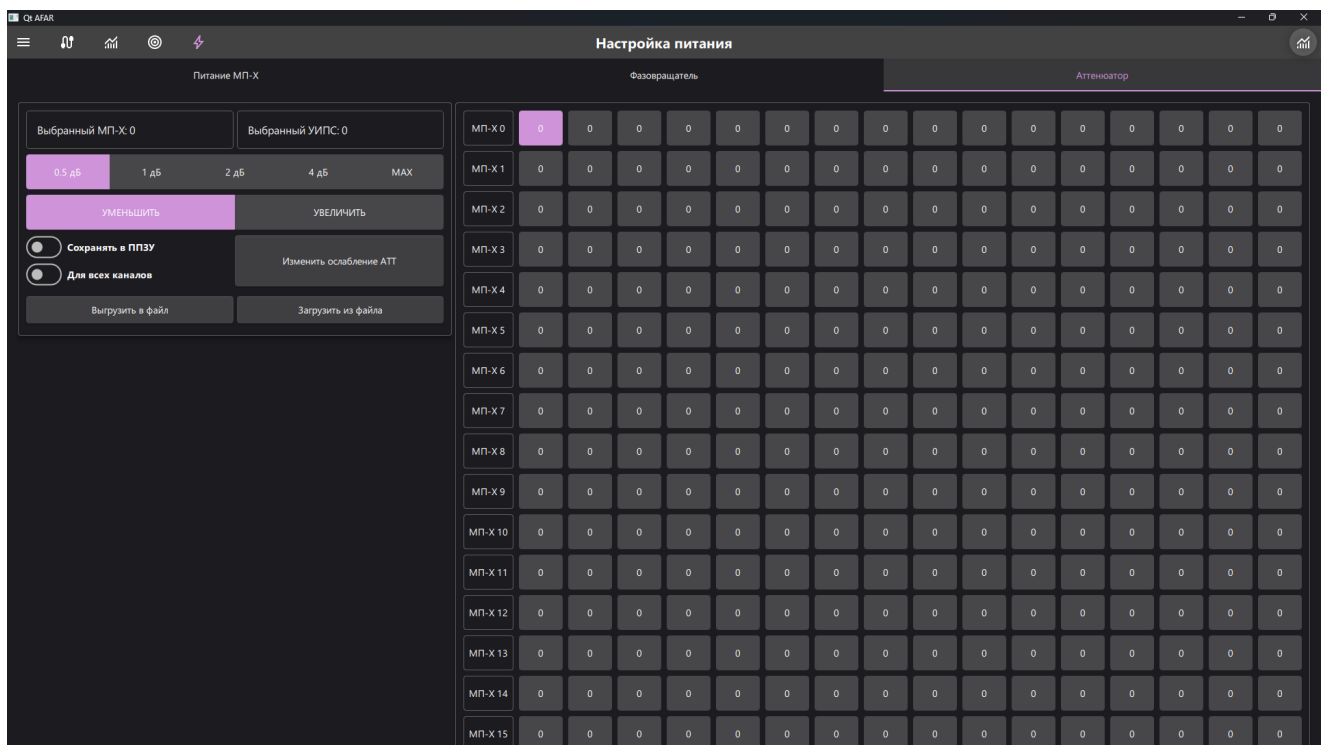 Qt AFAR
Настройка питания
Питание МП-Х
Фазовращатель
Аттенюатор
Выбранный МП-Х: 0
Выбранный УИПС: 0
0.5 дБ 1 дБ 2 дБ 4 дБ MAX
УМЕНЬШИТЬ УВЕЛИЧИТЬ
Сохранять в ППЗУ
Для всех каналов
Изменить ослабление АТТ
Выгрузить в файл
Загрузить из файла
МП-Х 0 0 0 0 0 0 0 0 0 0 0 0 0 0 0 0 0
МП-Х 1 0 0 0 0 0 0 0 0 0 0 0 0 0 0 0 0
МП-Х 2 0 0 0 0 0 0 0 0 0 0 0 0 0 0 0 0
МП-Х 3 0 0 0 0 0 0 0 0 0 0 0 0 0 0 0 0
МП-Х 4 0 0 0 0 0 0 0 0 0 0 0 0 0 0 0 0
МП-Х 5 0 0 0 0 0 0 0 0 0 0 0 0 0 0 0 0
МП-Х 6 0 0 0 0 0 0 0 0 0 0 0 0 0 0 0 0
МП-Х 7 0 0 0 0 0 0 0 0 0 0 0 0 0 0 0 0
МП-Х 8 0 0 0 0 0 0 0 0 0 0 0 0 0 0 0 0
МП-Х 9 0 0 0 0 0 0 0 0 0 0 0 0 0 0 0 0
МП-Х 10 0 0 0 0 0 0 0 0 0 0 0 0 0 0 0 0
МП-Х 11 0 0 0 0 0 0 0 0 0 0 0 0 0 0 0 0
МП-Х 12 0 0 0 0 0 0 0 0 0 0 0 0 0 0 0 0
МП-Х 13 0 0 0 0 0 0 0 0 0 0 0 0 0 0 0 0
МП-Х 14 0 0 0 0 0 0 0 0 0 0 0 0 0 0 0 0
МП-Х 15 0 0 0 0 0 0 0 0 0 0 0 0 0 0 0 0